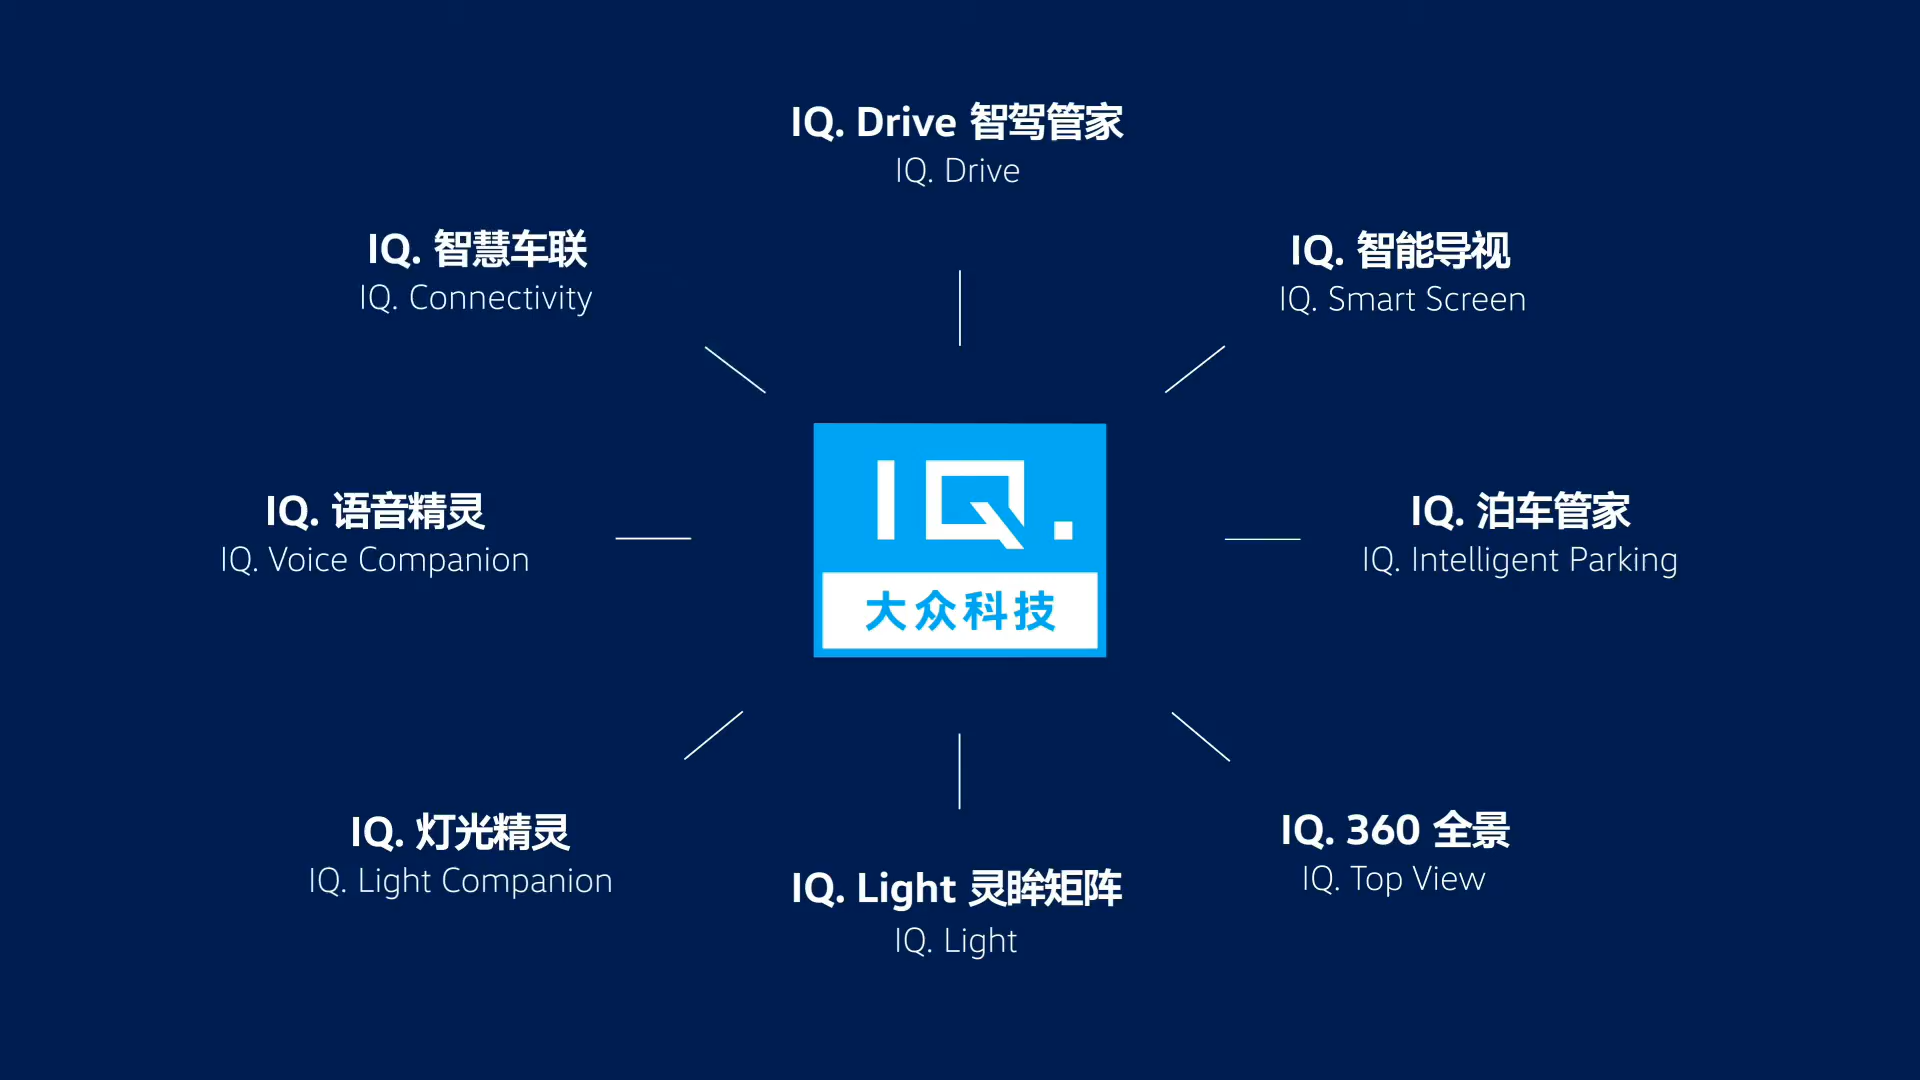 IQ. Drive 智驾管家
IQ. Drive
IQ. 智慧车联
IQ. Connectivity
IQ. 智能导视
IQ. Smart Screen
IQ.
大众科技
IQ. 语音精灵
IQ. Voice Companion
IQ. 泊车管家
IQ. Intelligent Parking
IQ. 灯光精灵
IQ. Light Companion
IQ. Light 灵眸矩阵
IQ. Light
IQ. 360 全景
IQ. Top View